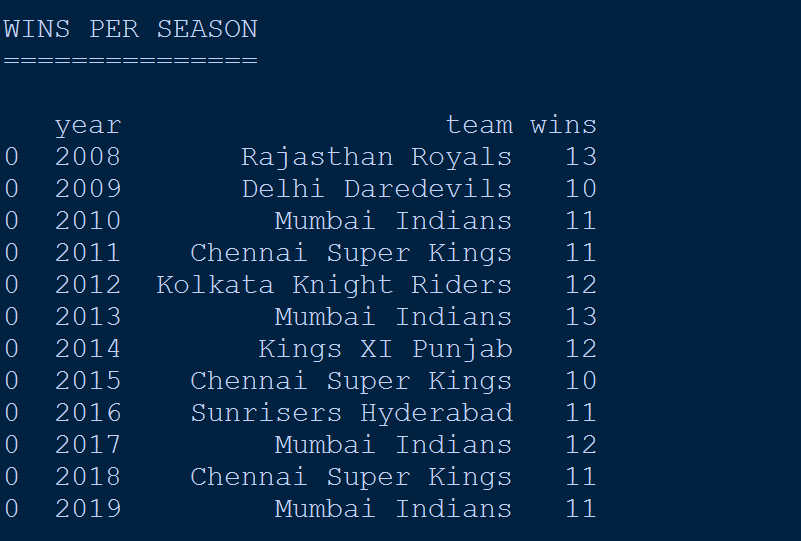 WINS PER SEASON
===============
year team wins
0 2008 Rajasthan Royals 13
0 2009 Delhi Daredevils 10
0 2010 Mumbai Indians 11
0 2011 Chennai Super Kings 11
0 2012 Kolkata Knight Riders 12
0 2013 Mumbai Indians 13
0 2014 Kings XI Punjab 12
0 2015 Chennai Super Kings 10
0 2016 Sunrisers Hyderabad 11
0 2017 Mumbai Indians 12
0 2018 Chennai Super Kings 11
0 2019 Mumbai Indians 11